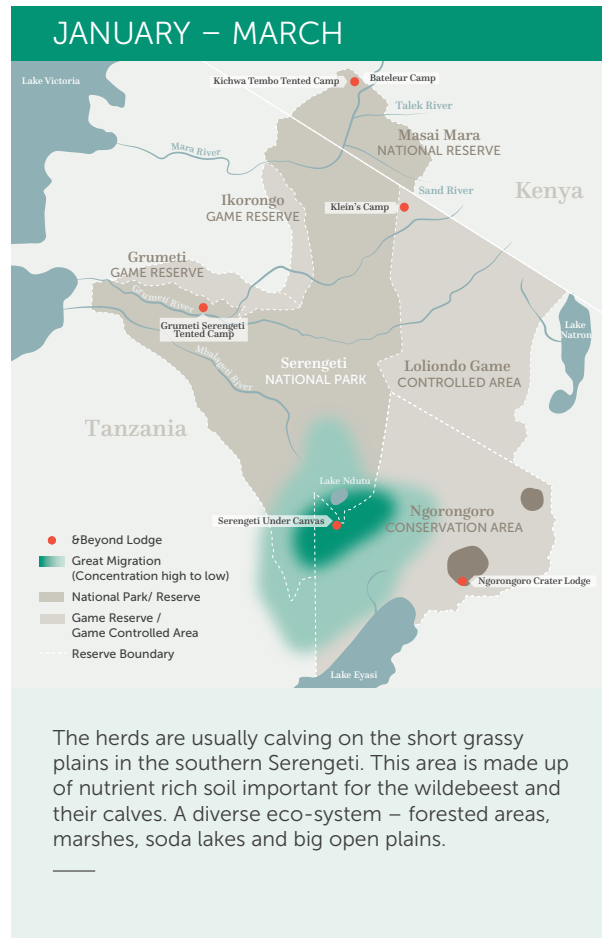 JANUARY – MARCH
Lake Victoria
Kichwa Tembo Tented Camp
Bateleur Camp
Talek River
Masai Mara
NATIONAL RESERVE
Mara River
Sand River
Kenya
Ikorongo
GAME RESERVE
Klein's Camp
Grumeti
GAME RESERVE
Grumeti River
Grumeti Serengeti
Tented Camp
Lake
Natron
Mbalageti River
Serengeti
NATIONAL PARK
Loliondo Game
CONTROLLED AREA
Tanzania
Lake Ndutu
Serengeti Under Canvas
Ngorongoro
CONSERVATION AREA
Ngorongoro Crater Lodge
Lake Eyasi
&Beyond Lodge
Great Migration
(Concentration high to low)
National Park/ Reserve
Game Reserve /
Game Controlled Area
Reserve Boundary
The herds are usually calving on the short grassy
plains in the southern Serengeti. This area is made up
of nutrient rich soil important for the wildebeest and
their calves. A diverse eco-system – forested areas,
marshes, soda lakes and big open plains.